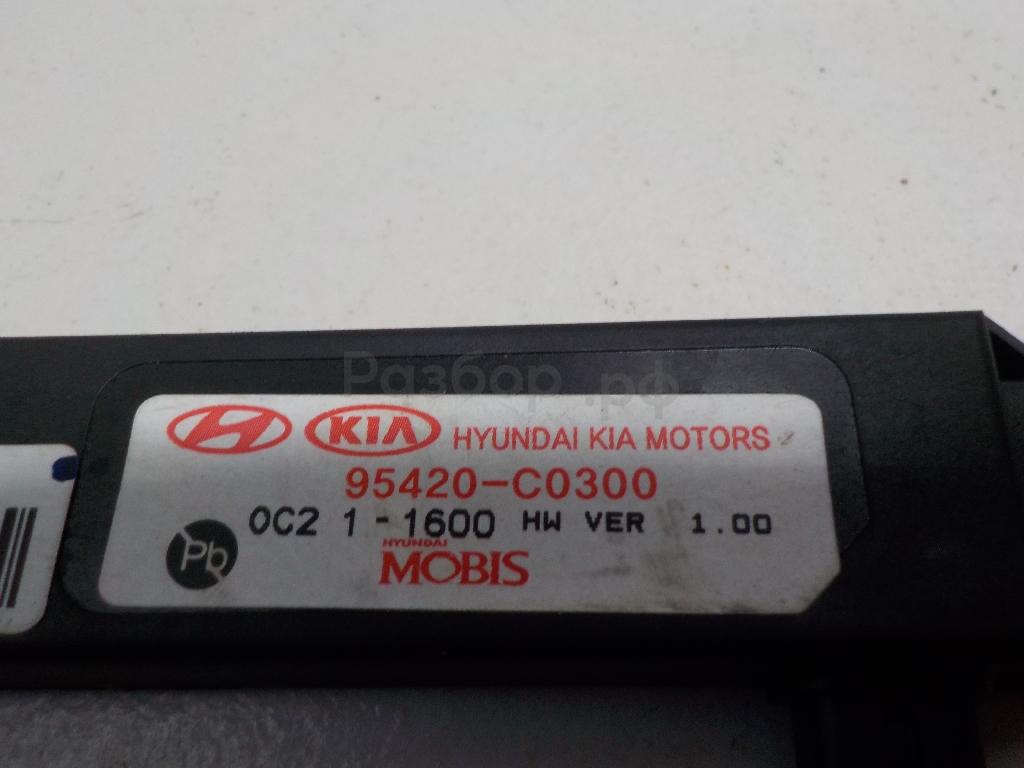 Разбор.рф
KIA HYUNDAI KIA MOTORS
95420-C0300
0C2 1-1600 HW VER 1.00
Pb
HYUNDAI
MOBIS